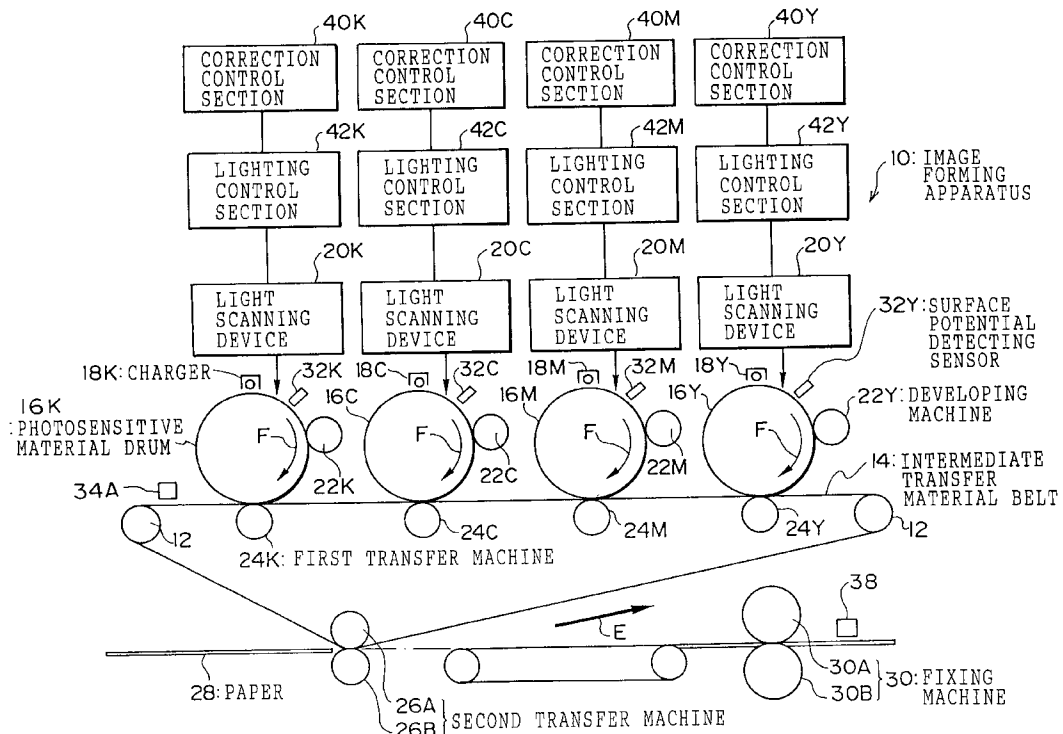 40K 40C 40M 40Y
CORRECTION CONTROL SECTION
CORRECTION CONTROL SECTION
CORRECTION CONTROL SECTION
CORRECTION CONTROL SECTION
42K 42C 42M 42Y
LIGHTING CONTROL SECTION
LIGHTING CONTROL SECTION
LIGHTING CONTROL SECTION
LIGHTING CONTROL SECTION
10: IMAGE
FORMING
APPARATUS
20K 20C 20M 20Y
LIGHT SCANNING DEVICE
LIGHT SCANNING DEVICE
LIGHT SCANNING DEVICE
LIGHT SCANNING DEVICE
32Y: SURFACE
POTENTIAL
DETECTING
SENSOR
18K: CHARGER 32K 18C 32C 18M 32M 18Y
16K
: PHOTOSENSITIVE
MATERIAL DRUM
16C 16M 16Y
22Y: DEVELOPING
MACHINE
F F F F
22K 22C 22M
14: INTERMEDIATE
TRANSFER
MATERIAL BELT
34A
12 24K: FIRST TRANSFER MACHINE 24C 24M 24Y 12
38
E
28: PAPER
26A
26B
} SECOND TRANSFER MACHINE
30A
30B
} 30: FIXING
MACHINE